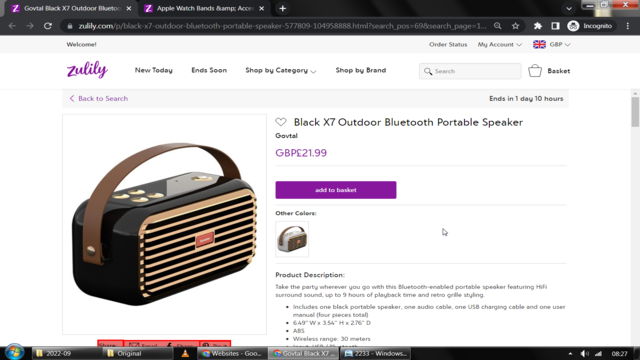 Govtal Black X7 Outdoor Bluetoo
Apple Watch Bands &amp; Acce
zulily.com/p/black-x7-outdoor-bluetooth-portable-speaker-577809-104958888.html?search_pos=69&search_page=1...
Incognito
Welcome!
Order Status
My Account
GBP
zulily
New Today
Ends Soon
Shop by Category
Shop by Brand
Search
Basket
Back to Search
Ends in 1 day 10 hours
Black X7 Outdoor Bluetooth Portable Speaker
Govtal
GBP£21.99
add to basket
Other Colors:
Product Description:
Take the party wherever you go with this Bluetooth-enabled portable speaker featuring HiFi
surround sound, up to 9 hours of playback time and retro grille styling.
• Includes one black portable speaker, one audio cable, one USB charging cable and one user
manual (four pieces total)
• 6.49" W x 3.54" H x 2.76" D
• ABS
• Wireless range: 30 meters
2022-09
Original
Websites - Goo...
Govtal Black X7 ...
2233 - Windows...
08:27